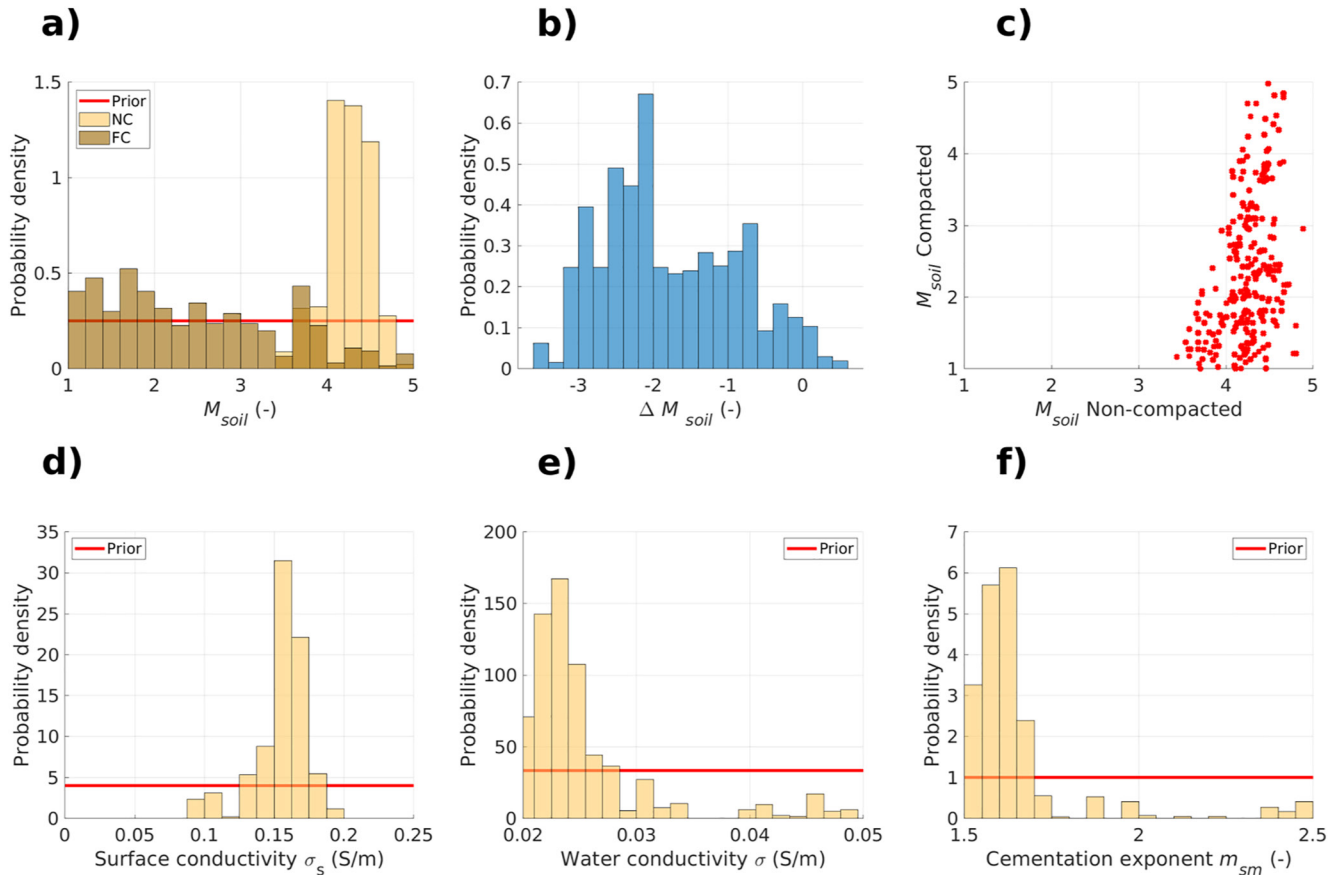 a)
1.5
1
0.5
0
Probability density
Prior
NC
FC
1 2 3 4 5
M_soil (-)
b)
0.7
0.6
0.5
0.4
0.3
0.2
0.1
0
Probability density
-3 -2 -1 0
Δ M_soil (-)
c)
5
4
3
2
1
M_soil Compacted
1 2 3 4 5
M_soil Non-compacted
d)
35
30
25
20
15
10
5
0
Probability density
Prior
0 0.05 0.1 0.15 0.2 0.25
Surface conductivity σ_s (S/m)
e)
200
150
100
50
0
Probability density
Prior
0.02 0.03 0.04 0.05
Water conductivity σ (S/m)
f)
7
6
5
4
3
2
1
0
Probability density
Prior
1.5 2 2.5
Cementation exponent m_sm (-)